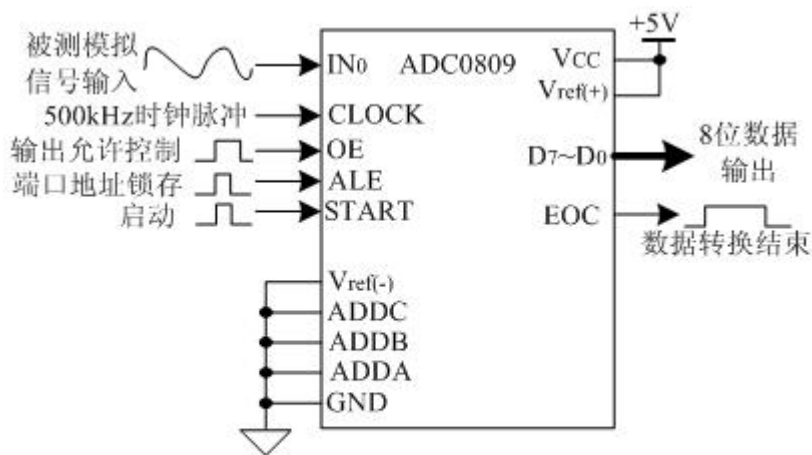 +5V
被测模拟
信号输入
IN0
ADC0809
VCC
Vref(+)
500kHz时钟脉冲
CLOCK
输出允许控制
OE
D7~D0
8位数据
输出
端口地址锁存
ALE
启动
START
EOC
数据转换结束
Vref(-)
ADDC
ADDB
ADDA
GND